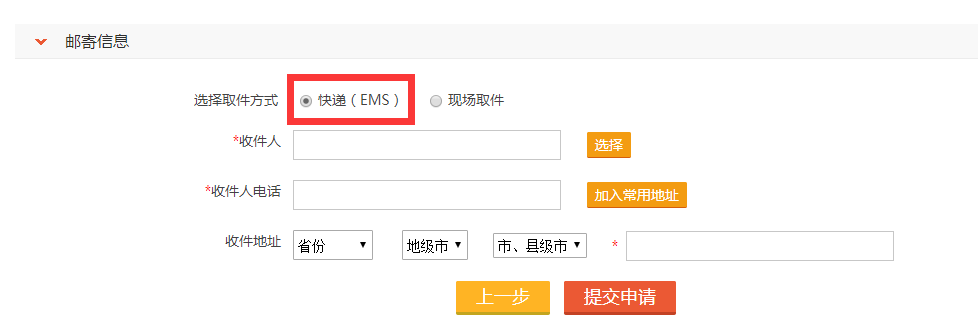 邮寄信息
选择取件方式 快递（EMS） 现场取件
*收件人 选择
*收件人电话 加入常用地址
收件地址 省份 地级市 市、县级市 *
上一步 提交申请